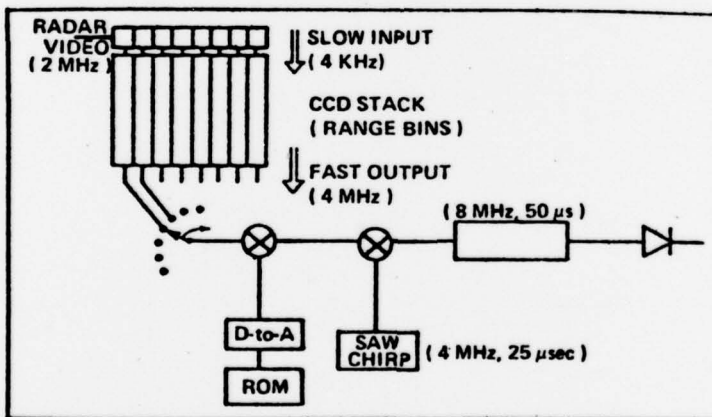 RADAR
VIDEO
( 2 MHz )
SLOW INPUT
( 4 KHz)
CCD STACK
( RANGE BINS )
FAST OUTPUT
( 4 MHz )
( 8 MHz, 50 μs )
D-to-A
ROM
SAW
CHIRP
( 4 MHz, 25 μsec )